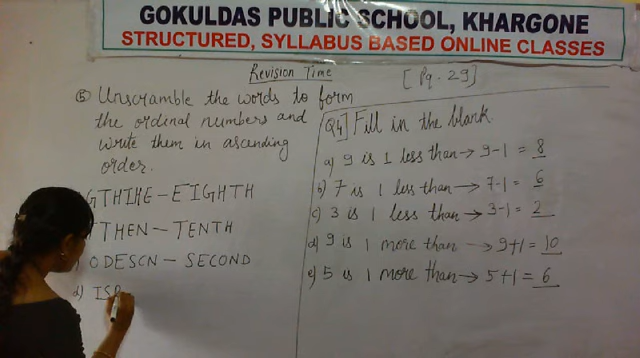 GOKULDAS PUBLIC SCHOOL, KHARGONE
STRUCTURED, SYLLABUS BASED ONLINE CLASSES
Revision Time
[Pg. 29]
⑤ Unscramble the words to form
the ordinal numbers and
write them in ascending
order.
GTHIHE - EIGHTH
THEN - TENTH
ODESCN - SECOND
d) ISR
Q4] Fill in the blank.
a) 9 is 1 less than → 9-1 = 8
b) 7 is 1 less than → 7-1 = 6
c) 3 is 1 less than → 3-1 = 2
d) 9 is 1 more than → 9+1 = 10
e) 5 is 1 more than → 5+1 = 6